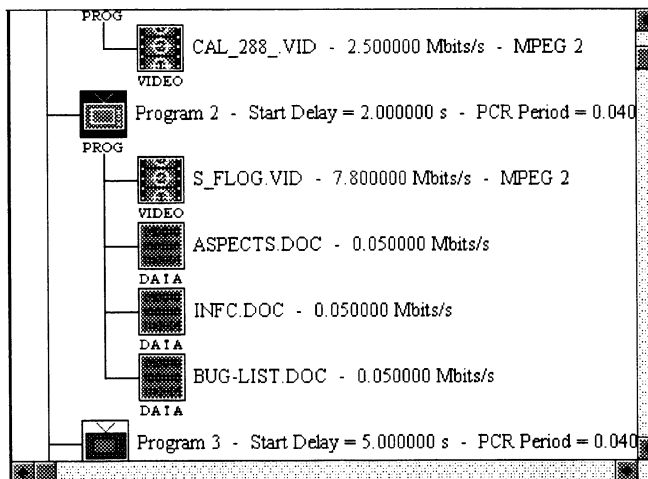 PROG
CAL_288_.VID - 2.500000 Mbits/s - MPEG 2
VIDEO
Program 2 - Start Delay = 2.000000 s - PCR Period = 0.040
PROG
S_FLOG.VID - 7.800000 Mbits/s - MPEG 2
VIDEO
ASPECTS.DOC - 0.050000 Mbits/s
DATA
INFC.DOC - 0.050000 Mbits/s
DATA
BUG-LIST.DOC - 0.050000 Mbits/s
DATA
Program 3 - Start Delay = 5.000000 s - PCR Period = 0.040